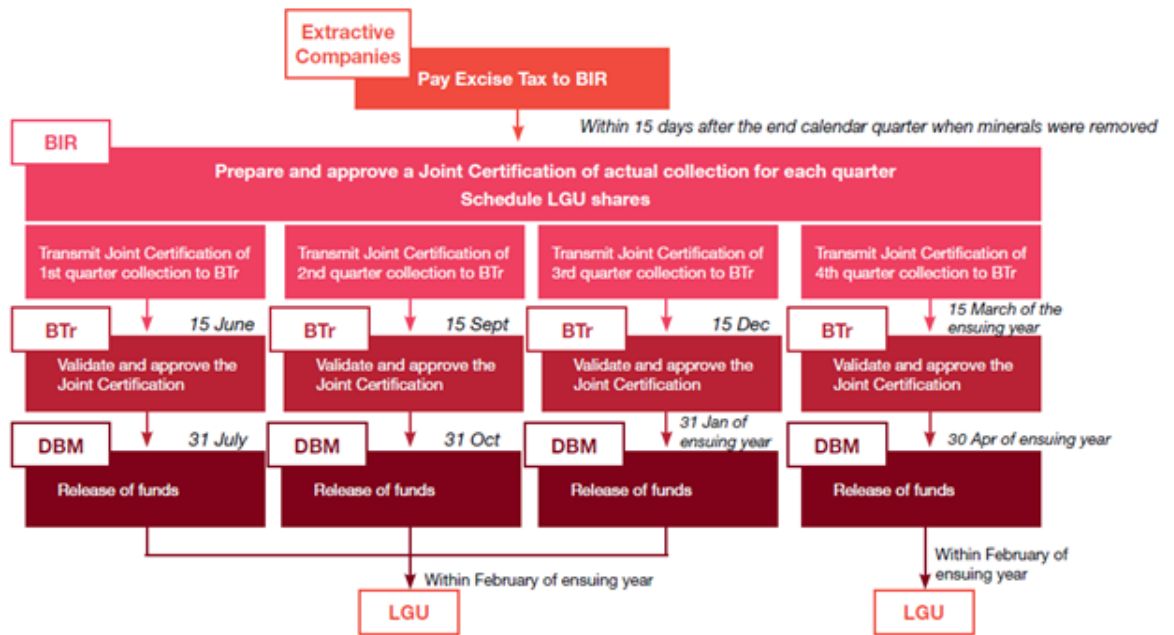 Extractive
Companies
Pay Excise Tax to BIR
Within 15 days after the end calendar quarter when minerals were removed
BIR
Prepare and approve a Joint Certification of actual collection for each quarter
Schedule LGU shares
Transmit Joint Certification of
1st quarter collection to BTr
Transmit Joint Certification of
2nd quarter collection to BTr
Transmit Joint Certification of
3rd quarter collection to BTr
Transmit Joint Certification of
4th quarter collection to BTr
BTr
15 June
BTr
15 Sept
BTr
15 Dec
BTr
15 March of the
ensuing year
Validate and approve the
Joint Certification
Validate and approve the
Joint Certification
Validate and approve the
Joint Certification
Validate and approve the
Joint Certification
DBM
31 July
DBM
31 Oct
DBM
31 Jan of
ensuing year
DBM
30 Apr of ensuing year
Release of funds
Release of funds
Release of funds
Release of funds
Within February of ensuing year
Within February of
ensuing year
LGU
LGU